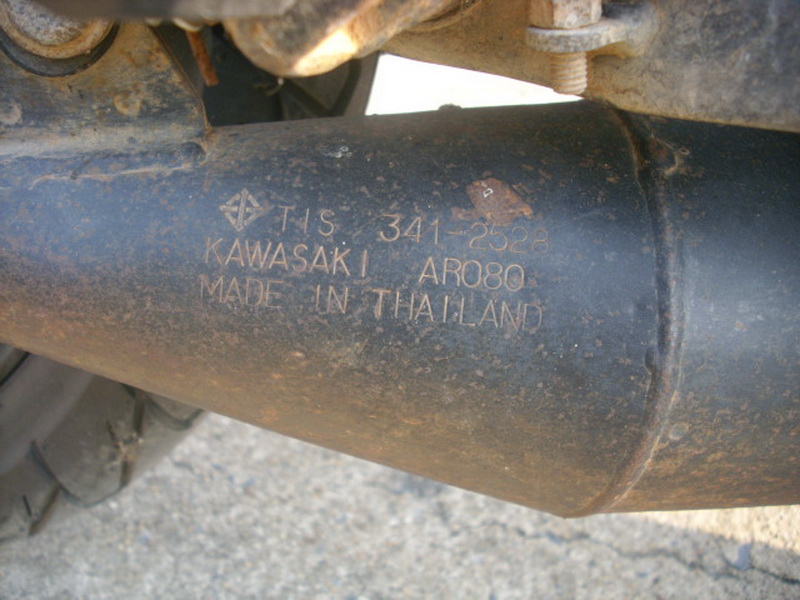 TIS 341-2528
KAWASAKI AR080
MADE IN THAILAND